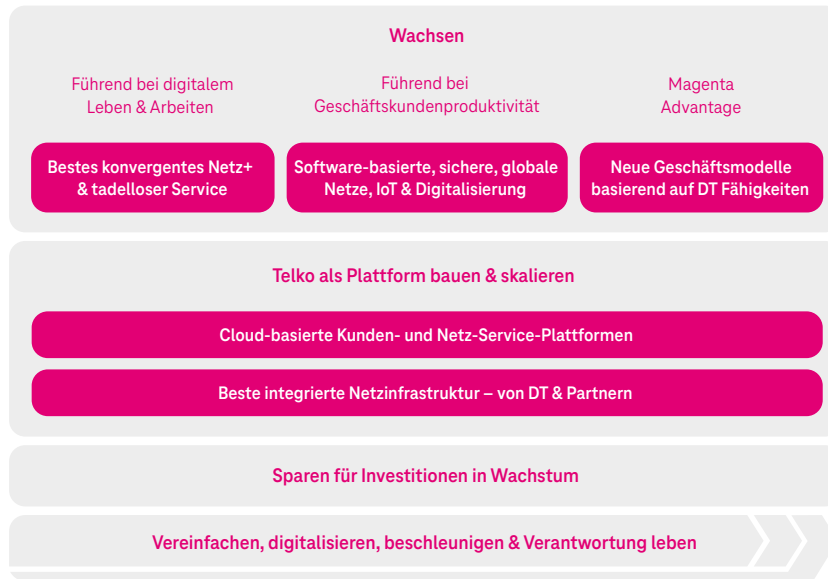 Wachsen
Führend bei digitalem
Leben & Arbeiten
Führend bei
Geschäftskundenproduktivität
Magenta
Advantage
Bestes konvergentes Netz+
& tadelloser Service
Software-basierte, sichere, globale
Netze, IoT & Digitalisierung
Neue Geschäftsmodelle
basierend auf DT Fähigkeiten
Telko als Plattform bauen & skalieren
Cloud-basierte Kunden- und Netz-Service-Plattformen
Beste integrierte Netzinfrastruktur – von DT & Partnern
Sparen für Investitionen in Wachstum
Vereinfachen, digitalisieren, beschleunigen & Verantwortung leben